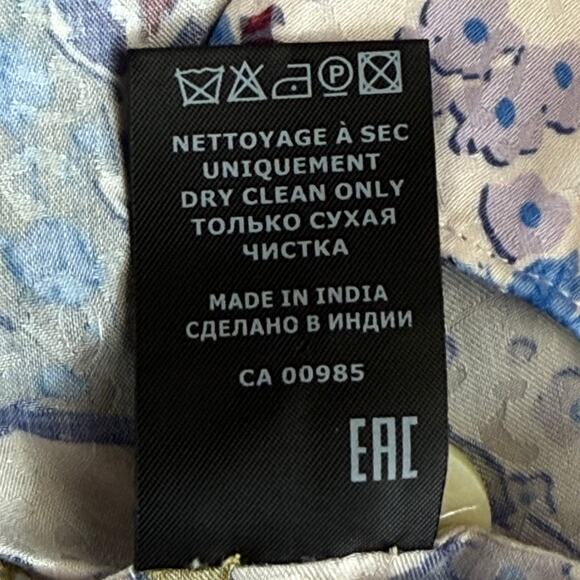 P
NETTOYAGE À SEC
UNIQUEMENT
DRY CLEAN ONLY
ТОЛЬКО СУХАЯ
ЧИСТКА
MADE IN INDIA
СДЕЛАНО В ИНДИИ
CA 00985
EAC